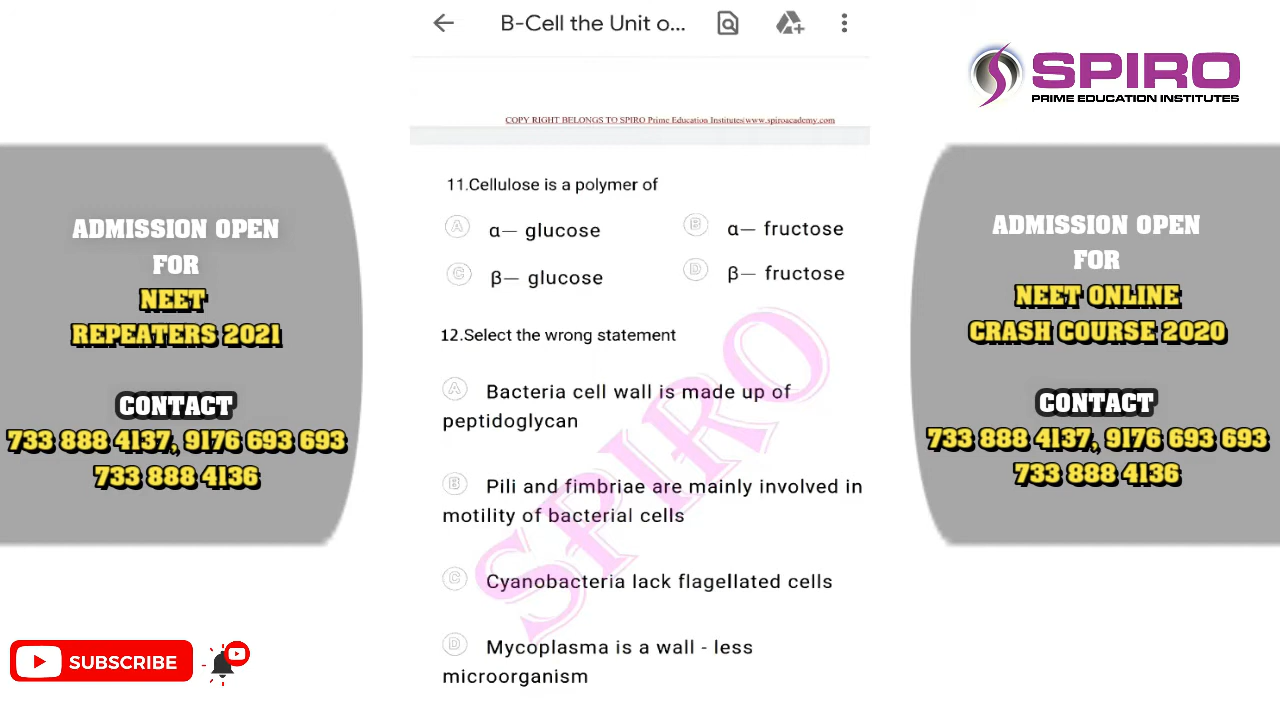 B-Cell the Unit o...
SPIRO
PRIME EDUCATION INSTITUTES
COPY RIGHT BELONGS TO SPIRO Prime Education Institutes|www.spiroacademy.com
ADMISSION OPEN
FOR
NEET
REPEATERS 2021
CONTACT
733 888 4137, 9176 693 693
733 888 4136
11.Cellulose is a polymer of
A α— glucose
B α— fructose
C β— glucose
D β— fructose
12.Select the wrong statement
A Bacteria cell wall is made up of
peptidoglycan
B Pili and fimbriae are mainly involved in
motility of bacterial cells
C Cyanobacteria lack flagellated cells
D Mycoplasma is a wall - less
microorganism
SPIRO
ADMISSION OPEN
FOR
NEET ONLINE
CRASH COURSE 2020
CONTACT
733 888 4137, 9176 693 693
733 888 4136
SUBSCRIBE